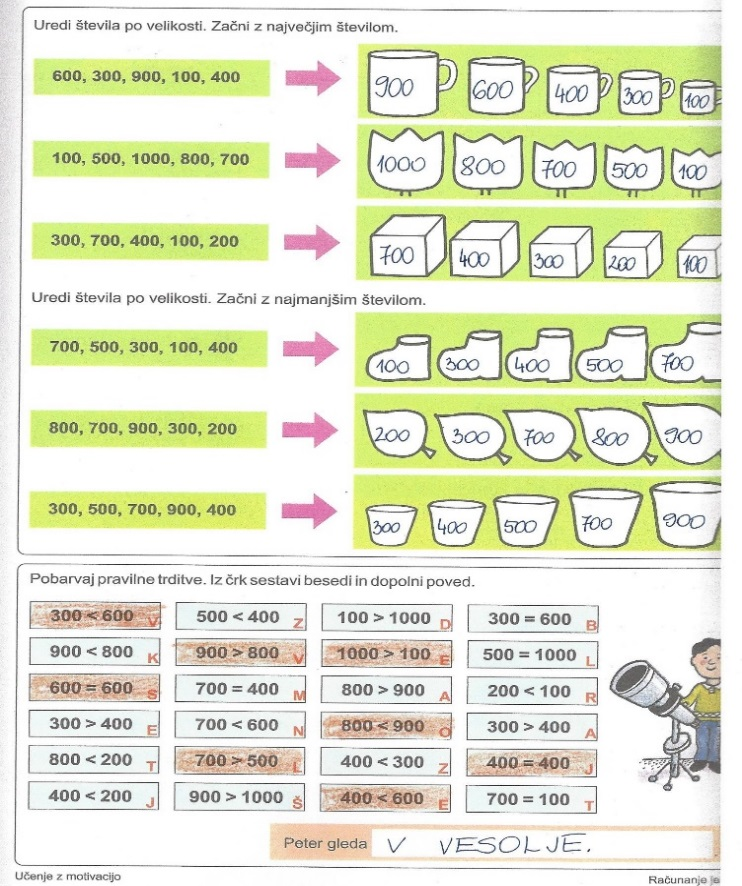 Uredi števila po velikosti. Začni z največjim številom.
600, 300, 900, 100, 400
900 600 400 300 100
100, 500, 1000, 800, 700
1000 800 700 500 100
300, 700, 400, 100, 200
700 400 300 200 100
Uredi števila po velikosti. Začni z najmanjšim številom.
700, 500, 300, 100, 400
100 300 400 500 700
800, 700, 900, 300, 200
200 300 700 800 900
300, 500, 700, 900, 400
300 400 500 700 900
Pobarvaj pravilne trditve. Iz črk sestavi besedi in dopolni poved.
300 < 600 V 500 < 400 Z 100 > 1000 D 300 = 600 B
900 < 800 K 900 > 800 V 1000 > 100 E 500 = 1000 L
600 = 600 S 700 = 400 M 800 > 900 A 200 < 100 R
300 > 400 E 700 < 600 N 800 < 900 O 300 > 400 A
800 < 200 T 700 > 500 L 400 < 300 Z 400 = 400 J
400 < 200 J 900 > 1000 Š 400 < 600 E 700 = 100 T
Peter gleda V VESOLJE.
Učenje z motivacijo
Računanje je